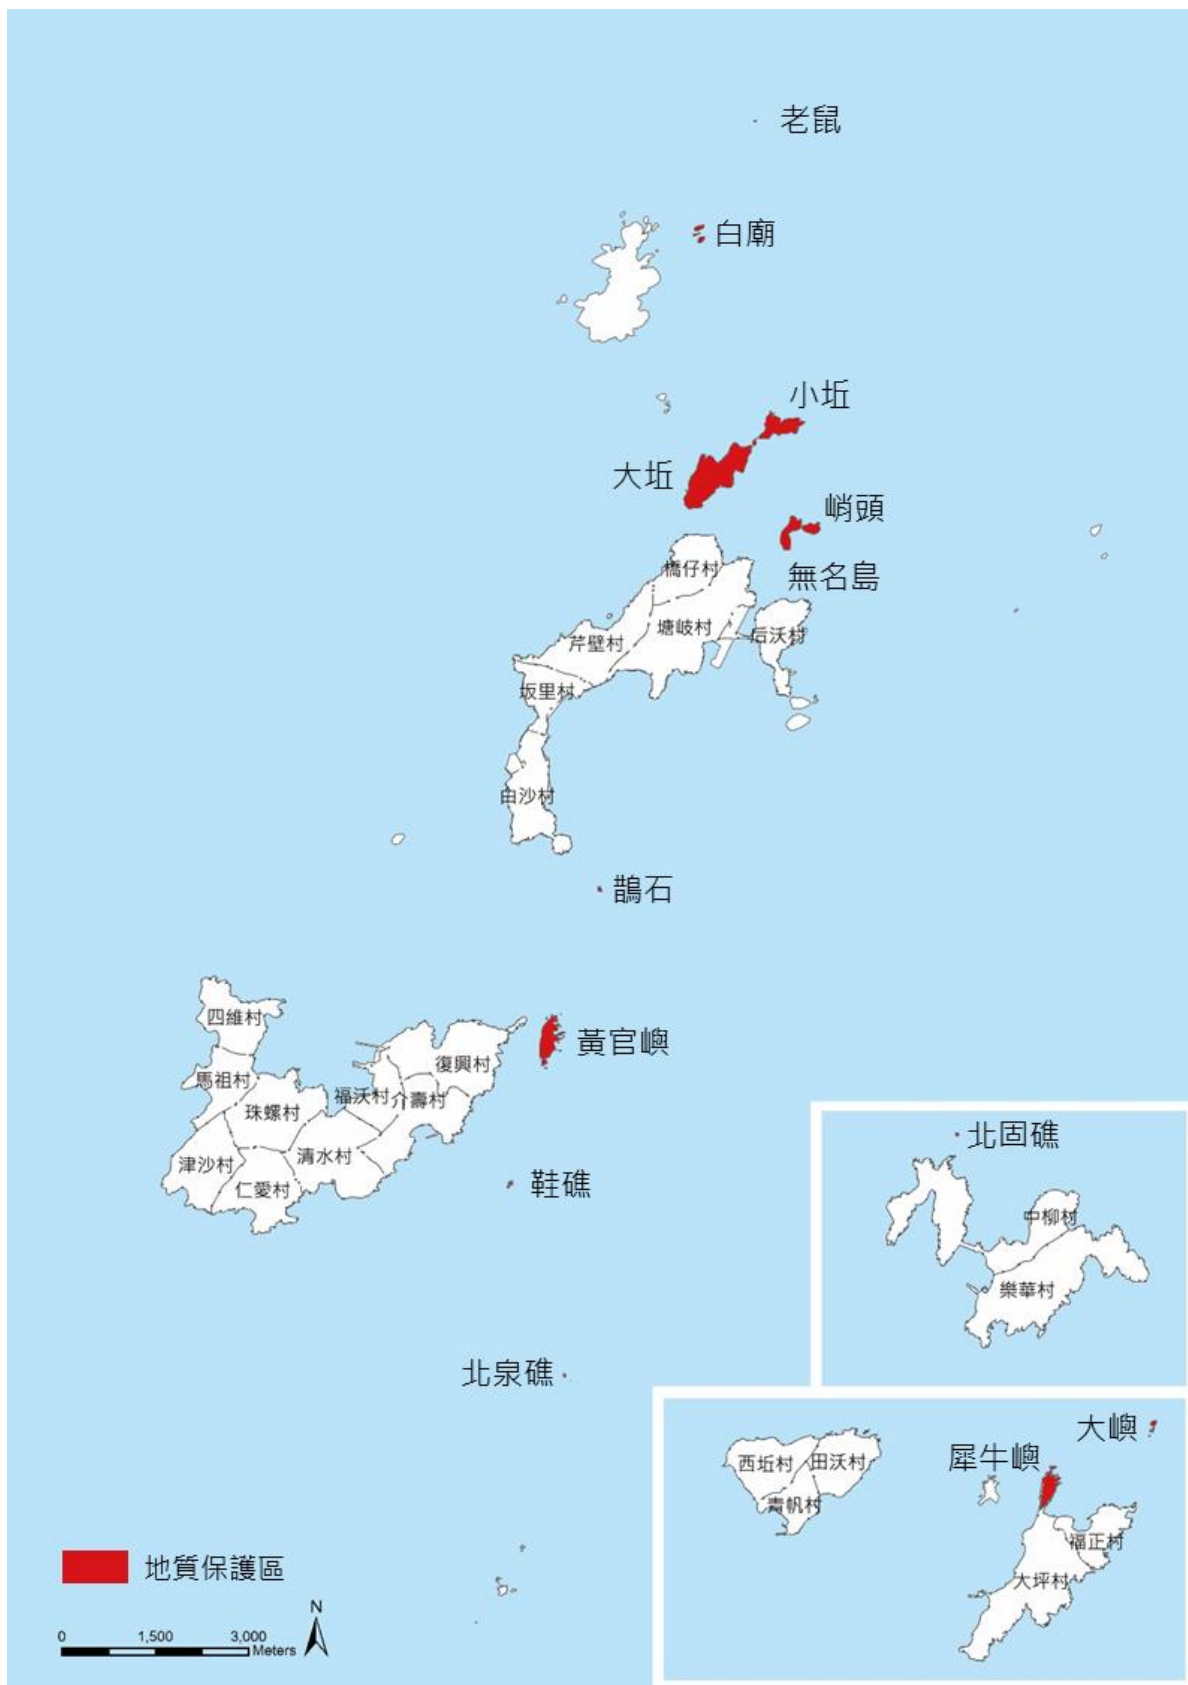 老鼠
白廟
小坵
大坵
峭頭
無名島
橋仔村
塘岐村
后沃村
芹壁村
坂里村
白沙村
鵲石
四維村
馬祖村
復興村
黃官嶼
福沃村
介壽村
珠螺村
津沙村
清水村
仁愛村
鞋礁
北固礁
中柳村
樂華村
北泉礁
大嶼
犀牛嶼
西坵村
田沃村
青帆村
福正村
大坪村
地質保護區
N
0 1,500 3,000
Meters